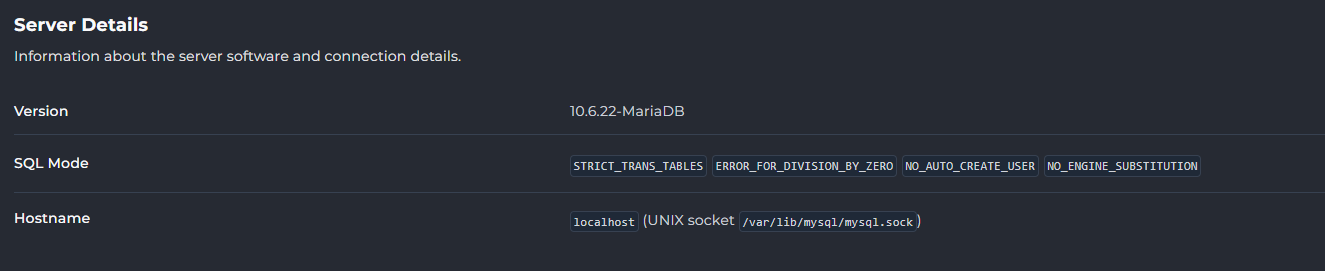 Server Details
Information about the server software and connection details.
Version 10.6.22-MariaDB
SQL Mode STRICT_TRANS_TABLES ERROR_FOR_DIVISION_BY_ZERO NO_AUTO_CREATE_USER NO_ENGINE_SUBSTITUTION
Hostname localhost (UNIX socket /var/lib/mysql/mysql.sock)